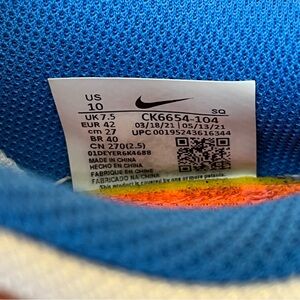 US
10
SQ
UK 7.5
CK6654-104
EUR 42
03/18/21 05/13/21
cm 27
UPC 00195243616344
BR 40
CN 270(2.5)
01DEYER6K468B
MADE IN CHINA
HECHO EN CHINA
FABRIQUÉ EN CHINE
FABRICADO NA CHINA